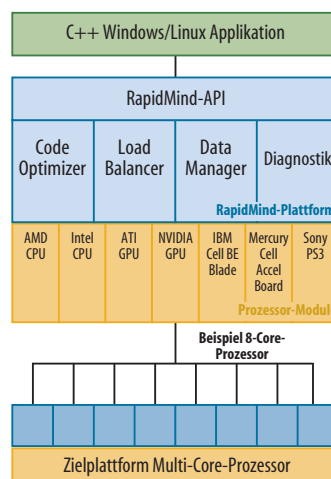 C++ Windows/Linux Applikation
RapidMind-API
Code
Optimizer
Load
Balancer
Data
Manager
Diagnostik
RapidMind-Plattform
AMD
CPU
Intel
CPU
ATI
GPU
NVIDIA
GPU
IBM
Cell BE
Blade
Mercury
Cell
Accel
Board
Sony
PS3
Prozessor-Module
Beispiel 8-Core-
Prozessor
Zielplattform Multi-Core-Prozessor